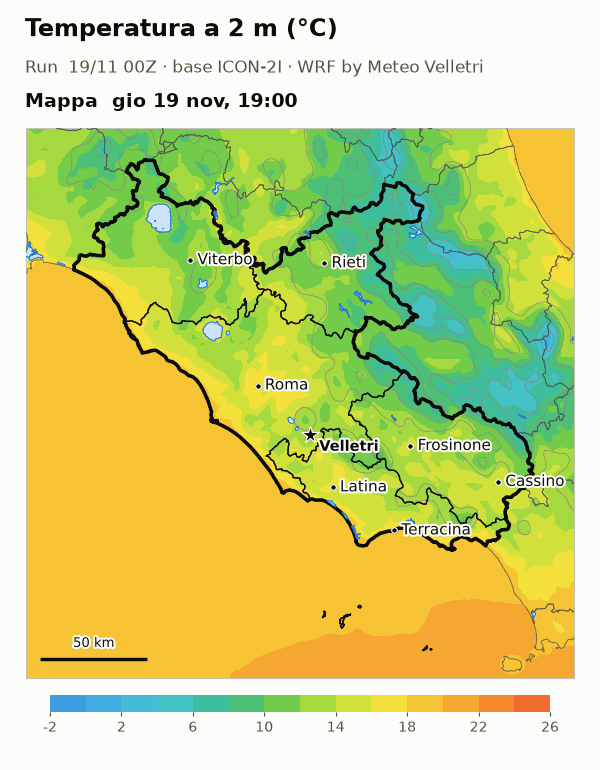 Temperatura a 2 m (°C)
Run  19/11 00Z · base ICON-2I · WRF by Meteo Velletri
Mappa  gio 19 nov, 19:00
Viterbo
Rieti
Roma
Velletri
Frosinone
Latina
Cassino
Terracina
50 km
-2 2 6 10 14 18 22 26